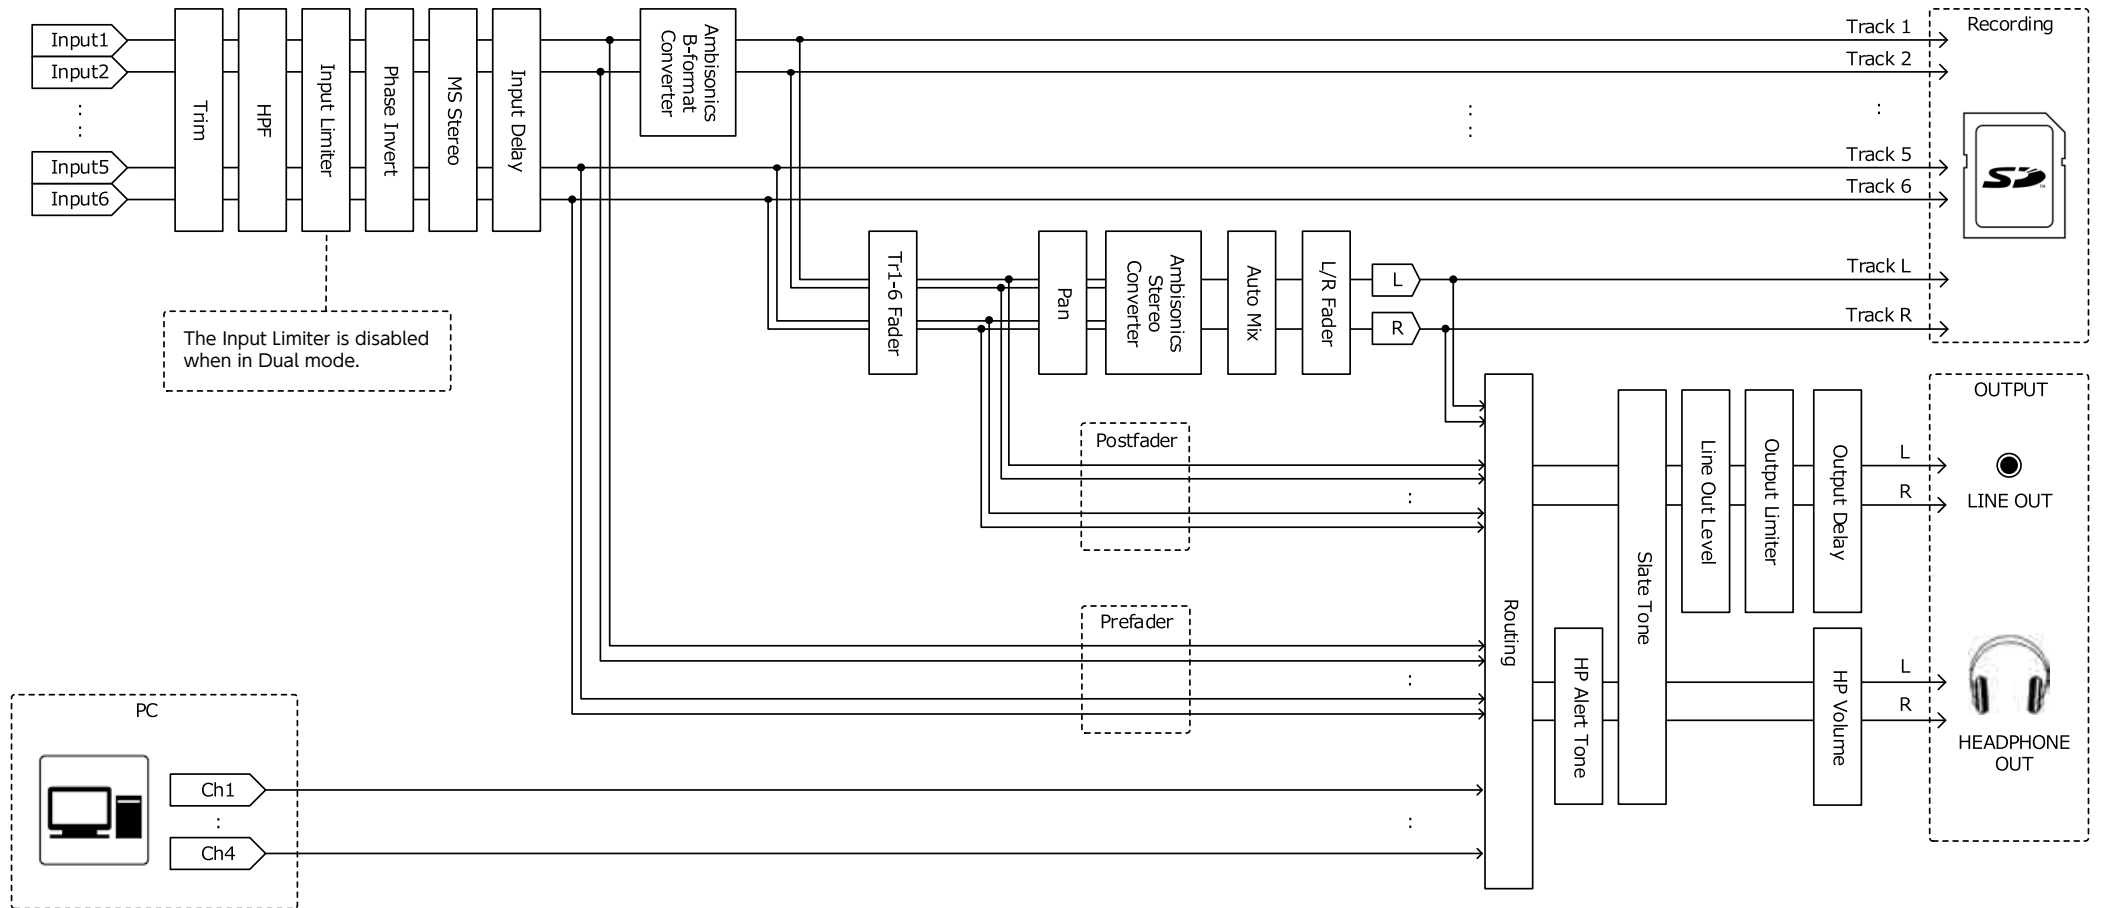 Input1
Input2
:
:
Input5
Input6
Trim
HPF
Input Limiter
Phase Invert
MS Stereo
Input Delay
Ambisonics
B-format
Converter
Track 1
Track 2
:
:
:
Track 5
Track 6
Track L
Track R
Recording
SD
TM
The Input Limiter is disabled
when in Dual mode.
Tr1-6 Fader
Pan
Ambisonics
Stereo
Converter
Auto Mix
L/R Fader
L
R
Postfader
:
Prefader
:
Routing
HP Alert Tone
Slate Tone
Line Out Level
Output Limiter
Output Delay
HP Volume
L
R
L
R
OUTPUT
LINE OUT
HEADPHONE
OUT
PC
Ch1
:
Ch4
: